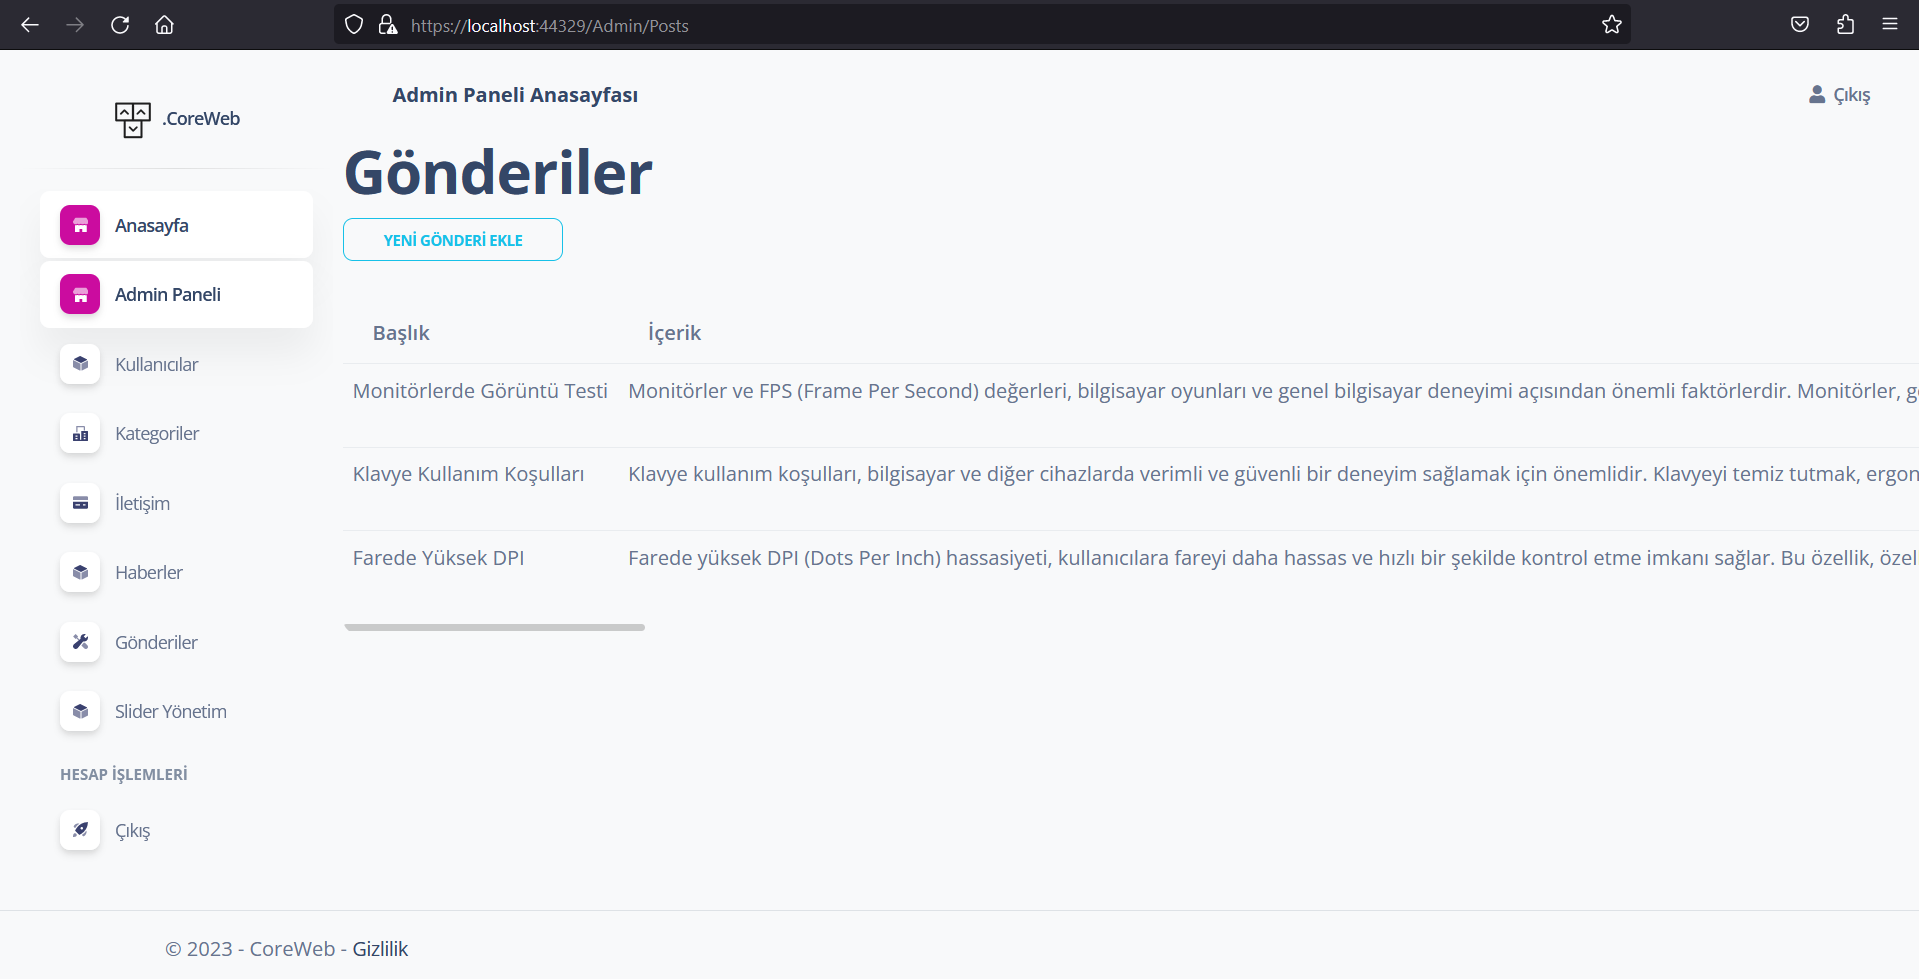 https://localhost:44329/Admin/Posts
.CoreWeb
Admin Paneli Anasayfası
Çıkış
Gönderiler
YENİ GÖNDERİ EKLE
Anasayfa
Admin Paneli
Kullanıcılar
Kategoriler
İletişim
Haberler
Gönderiler
Slider Yönetim
HESAP İŞLEMLERİ
Çıkış
Başlık İçerik
Monitörlerde Görüntü Testi Monitörler ve FPS (Frame Per Second) değerleri, bilgisayar oyunları ve genel bilgisayar deneyimi açısından önemli faktörlerdir. Monitörler,
Klavye Kullanım Koşulları Klavye kullanım koşulları, bilgisayar ve diğer cihazlarda verimli ve güvenli bir deneyim sağlamak için önemlidir. Klavyeyi temiz tutmak, ergon
Farede Yüksek DPI Farede yüksek DPI (Dots Per Inch) hassasiyeti, kullanıcılara fareyi daha hassas ve hızlı bir şekilde kontrol etme imkanı sağlar. Bu özellik, özel
© 2023 - CoreWeb - Gizlilik